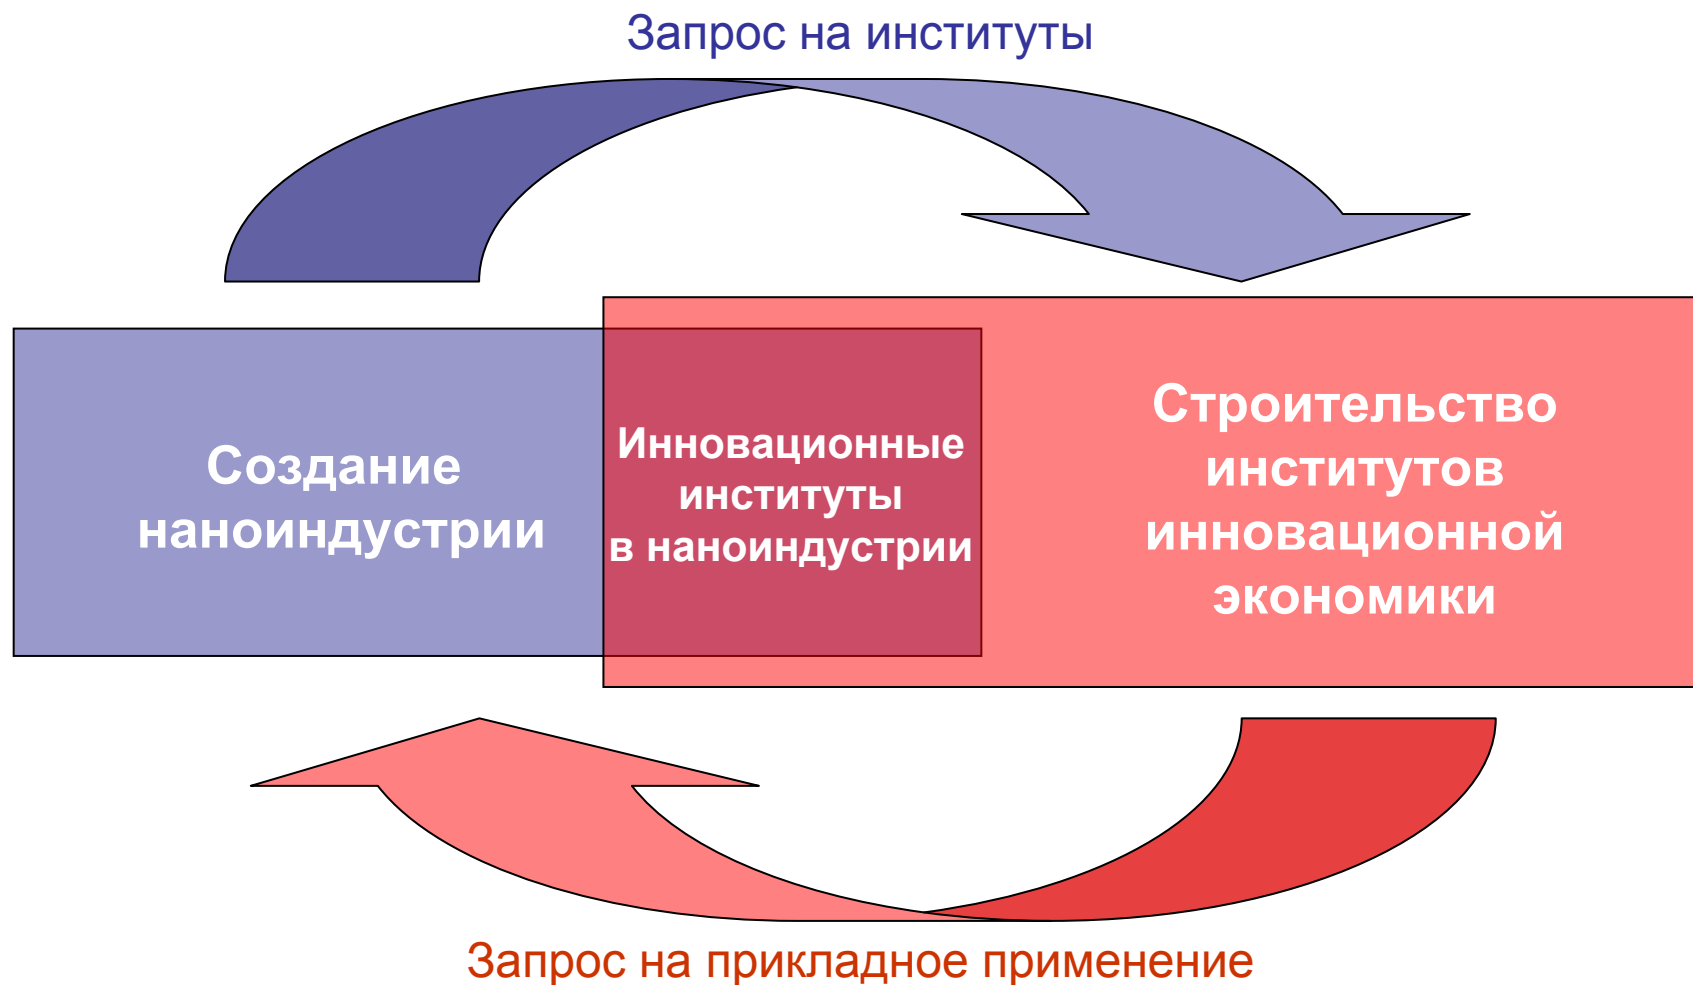 Запрос на институты
Создание
наноиндустрии
Инновационные
институты
в наноиндустрии
Строительство
институтов
инновационной
экономики
Запрос на прикладное применение